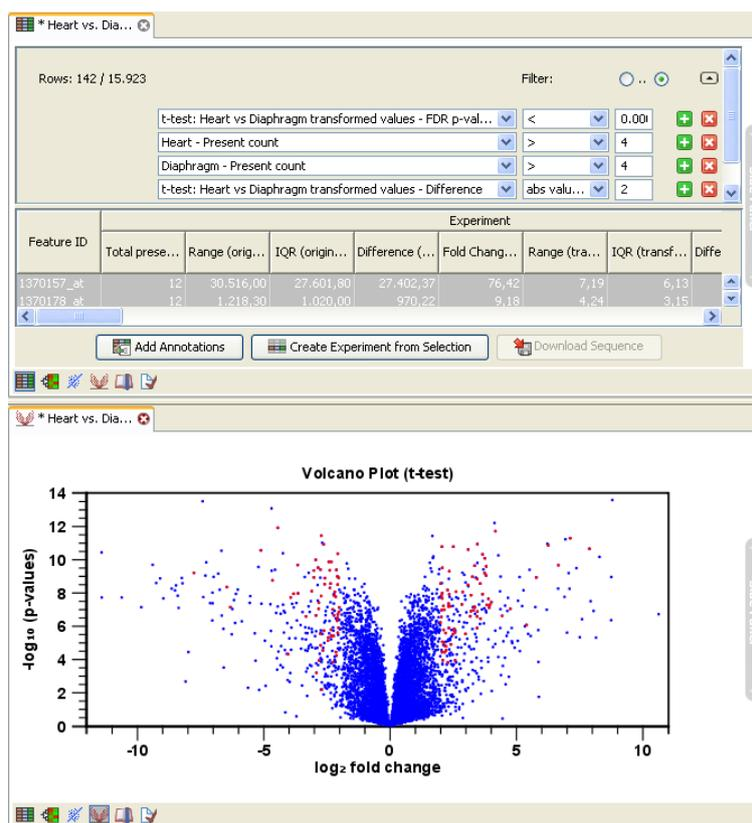 * Heart vs. Dia...
Rows: 142 / 15.923 Filter:
t-test: Heart vs Diaphragm transformed values - FDR p-val... <
Heart - Present count > 4
Diaphragm - Present count > 4
t-test: Heart vs Diaphragm transformed values - Difference abs valu... 2
Experiment
Feature ID Total prese... Range (orig... IQR (origin... Difference (... Fold Chang... Range (tra... IQR (transf... Diffe
1370157_at 12 30.516,00 27.601,80 27.402,37 76,42 7,19 6,13
1370178_at 12 1.218,30 1.020,00 970,22 9,18 4,24 3,15
Add Annotations Create Experiment from Selection Download Sequence
* Heart vs. Dia...
Volcano Plot (t-test)
14
12
10
8
6
4
2
0
-log₁₀ (p-values)
-10 -5 0 5 10
log₂ fold change